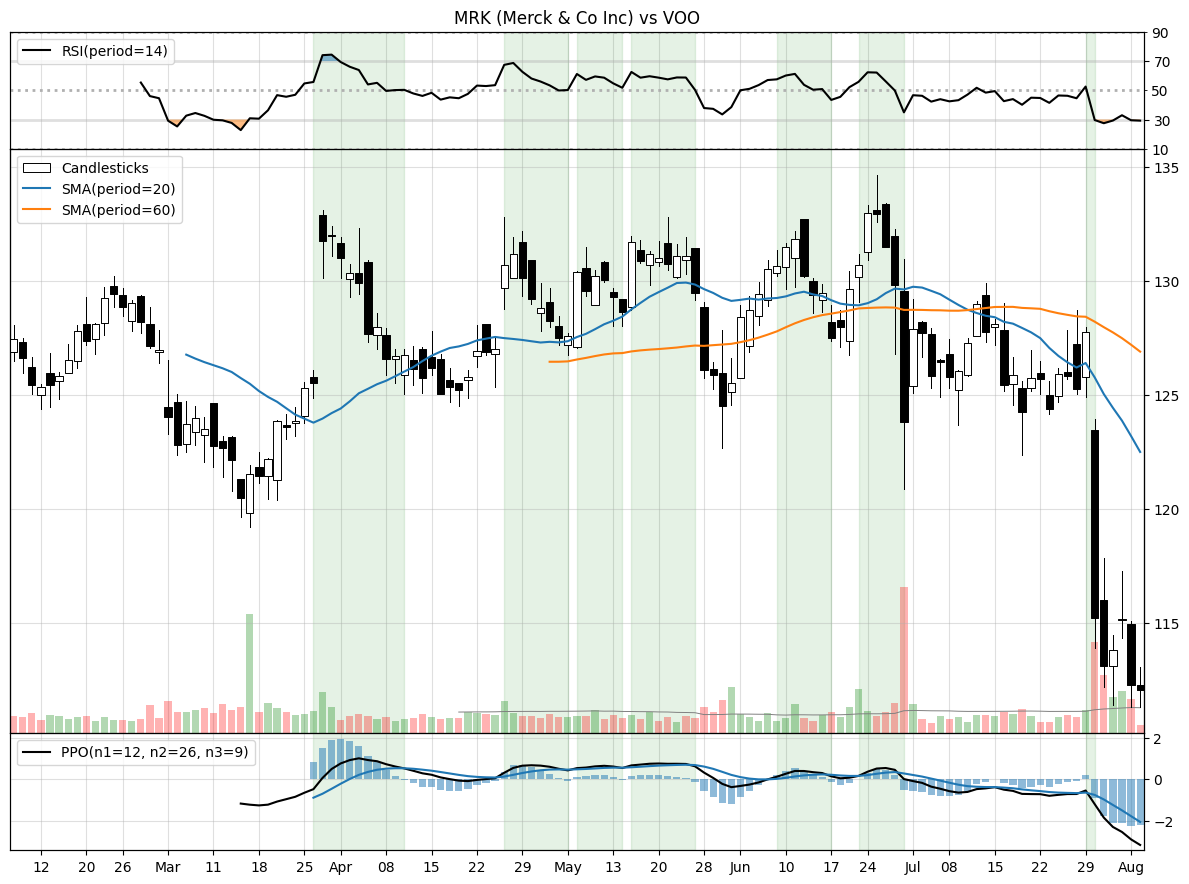 MRK (Merck & Co Inc) vs VOO
RSI(period=14)
90
70
50
30
10
Candlesticks
SMA(period=20)
SMA(period=60)
135
130
125
120
115
PPO(n1=12, n2=26, n3=9)
2
0
−2
12 20 26 Mar 11 18 25 Apr 08 15 22 29 May 13 20 28 Jun 10 17 24 Jul 08 15 22 29 Aug